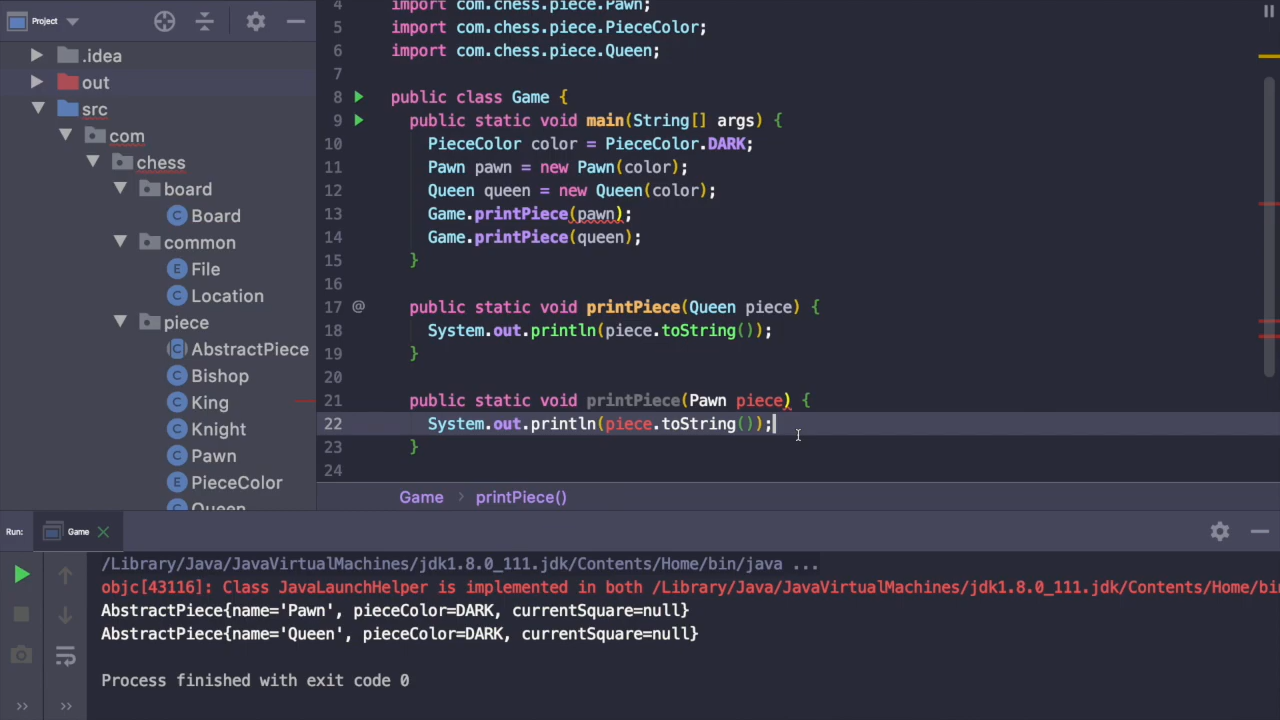 Project
.idea
out
src
com
chess
board
Board
common
File
Location
piece
AbstractPiece
Bishop
King
Knight
Pawn
PieceColor
Queen
4 import com.chess.piece.Pawn;
5 import com.chess.piece.PieceColor;
6 import com.chess.piece.Queen;
7
8 public class Game {
9 public static void main(String[] args) {
10 PieceColor color = PieceColor.DARK;
11 Pawn pawn = new Pawn(color);
12 Queen queen = new Queen(color);
13 Game.printPiece(pawn);
14 Game.printPiece(queen);
15 }
16
17 @ public static void printPiece(Queen piece) {
18 System.out.println(piece.toString());
19 }
20
21 public static void printPiece(Pawn piece) {
22 System.out.println(piece.toString());
23 }
24
Game > printPiece()
Run: Game
/Library/Java/JavaVirtualMachines/jdk1.8.0_111.jdk/Contents/Home/bin/java ...
objc[43116]: Class JavaLaunchHelper is implemented in both /Library/Java/JavaVirtualMachines/jdk1.8.0_111.jdk/Contents/Home/bin
AbstractPiece{name='Pawn', pieceColor=DARK, currentSquare=null}
AbstractPiece{name='Queen', pieceColor=DARK, currentSquare=null}
Process finished with exit code 0